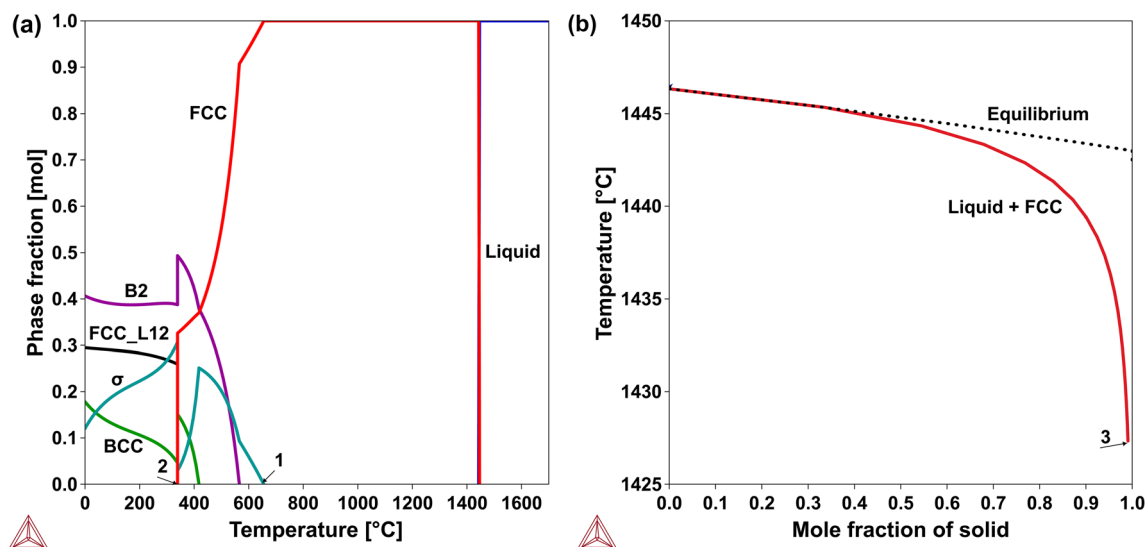 (a)
1.0
0.9
0.8
0.7
0.6
0.5
0.4
0.3
0.2
0.1
0.0
Phase fraction [mol]
FCC
Liquid
B2
FCC_L12
σ
BCC
2
1
0 200 400 600 800 1000 1200 1400 1600
Temperature [°C]
(b)
1450
1445
1440
1435
1430
1425
Temperature [°C]
Equilibrium
Liquid + FCC
3
0.0 0.1 0.2 0.3 0.4 0.5 0.6 0.7 0.8 0.9 1.0
Mole fraction of solid